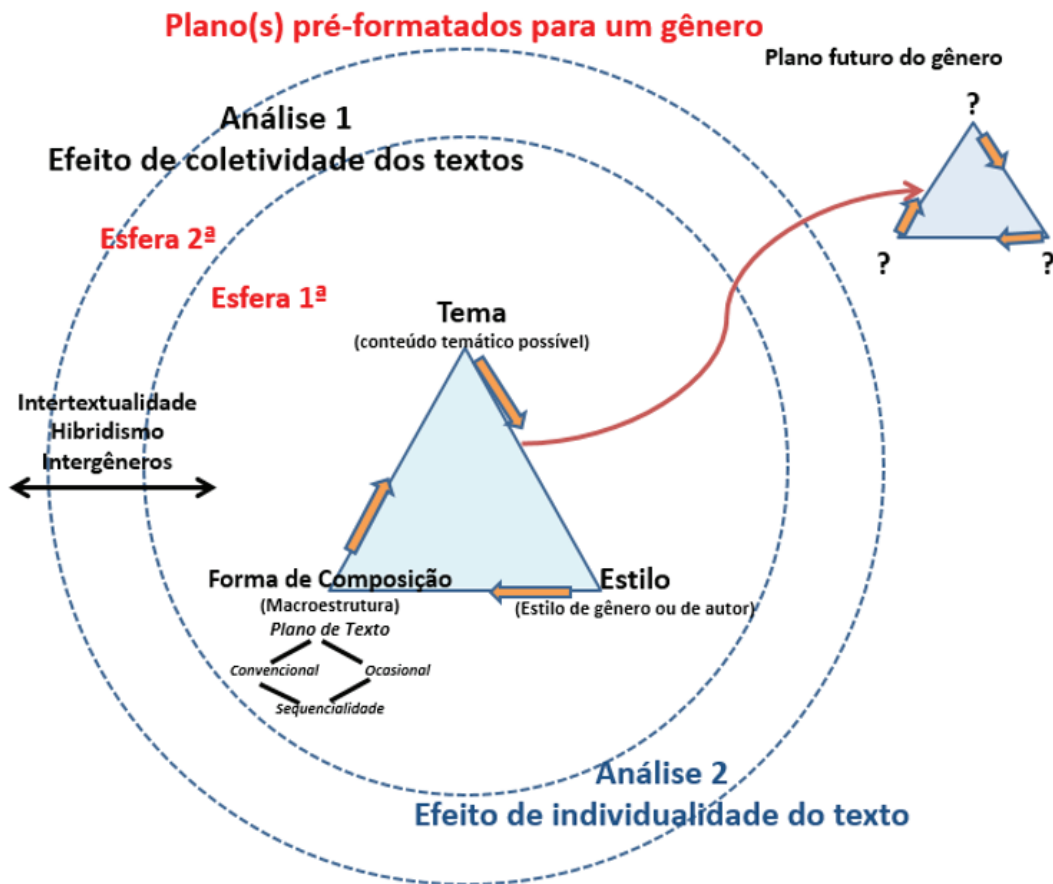 Plano(s) pré-formatados para um gênero
Plano futuro do gênero
?
?
?
Análise 1
Efeito de coletividade dos textos
Esfera 2ª
Esfera 1ª
Tema
(conteúdo temático possível)
Intertextualidade
Hibridismo
Intergêneros
Forma de Composição
(Macroestrutura)
Plano de Texto
Convencional
Ocasional
Sequencialidade
Estilo
(Estilo de gênero ou de autor)
Análise 2
Efeito de individualidade do texto